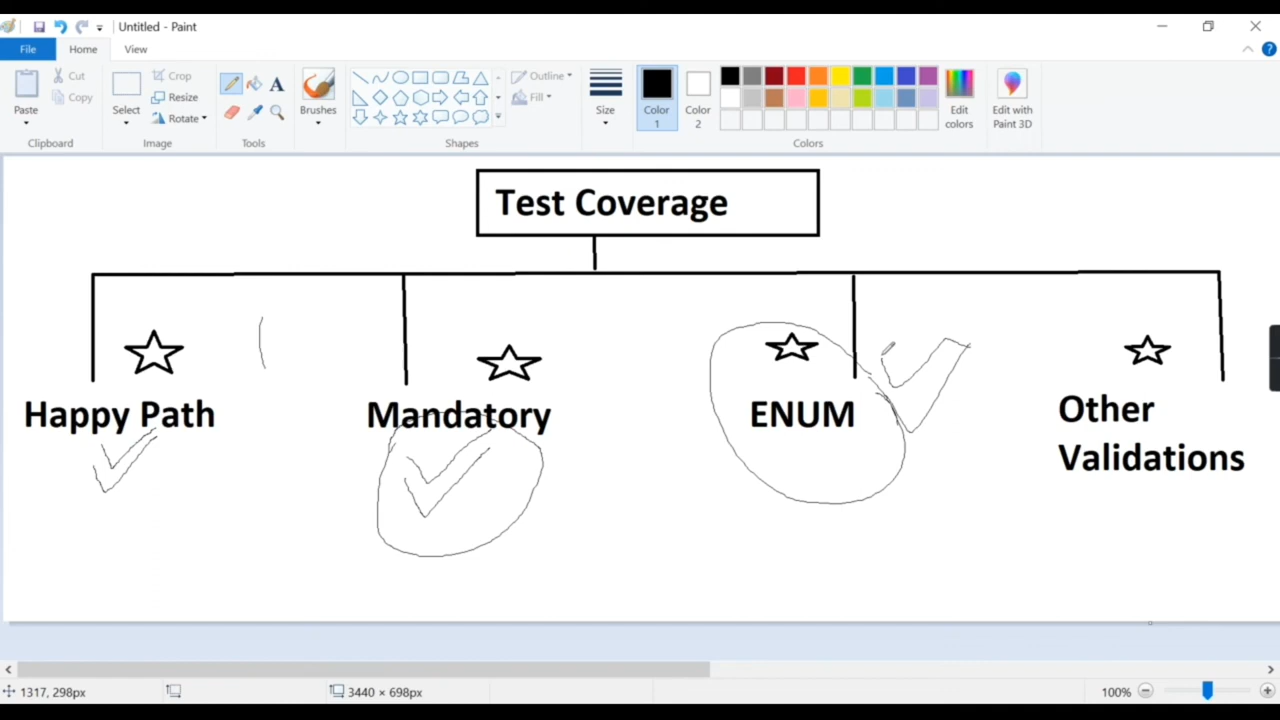 Untitled - Paint
File Home View
Paste
Cut
Copy
Clipboard
Select
Crop
Resize
Rotate
Image
A
Tools
Brushes
Outline
Fill
Shapes
Size
Color
1
Color
2
Edit
colors
Edit with
Paint 3D
Colors
Test Coverage
Happy Path
Mandatory
ENUM
Other
Validations
1317, 298px
3440 × 698px
100%